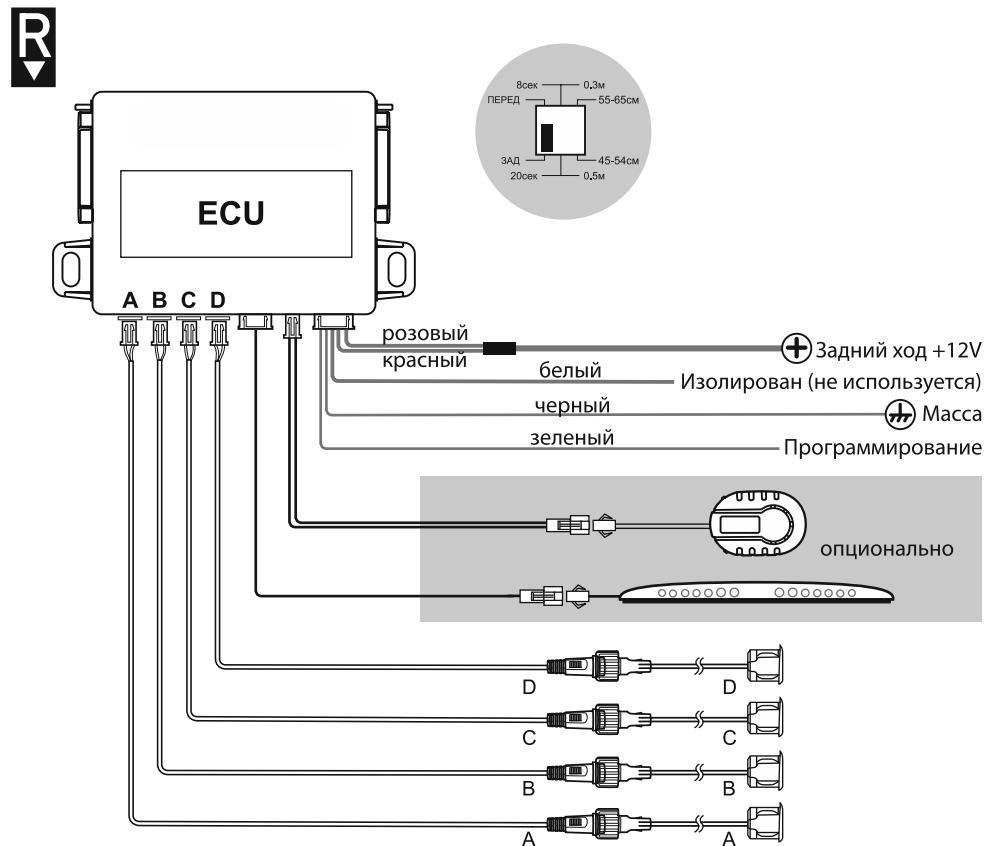 R
8сек 0.3м
ПЕРЕД 55-65см
ЗАД 45-54см
20сек 0.5м
ECU
A B C D
розовый
красный
Задний ход +12V
белый
Изолирован (не используется)
черный
Масса
зеленый
Программирование
опционально
D D
C C
B B
A A